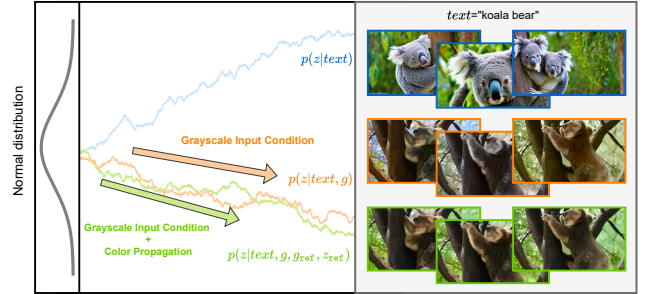 Normal distribution
p(z|text)
Grayscale Input Condition
p(z|text, g)
Grayscale Input Condition
+
Color Propagation
p(z|text, g, g_ref, z_ref)
text="koala bear"